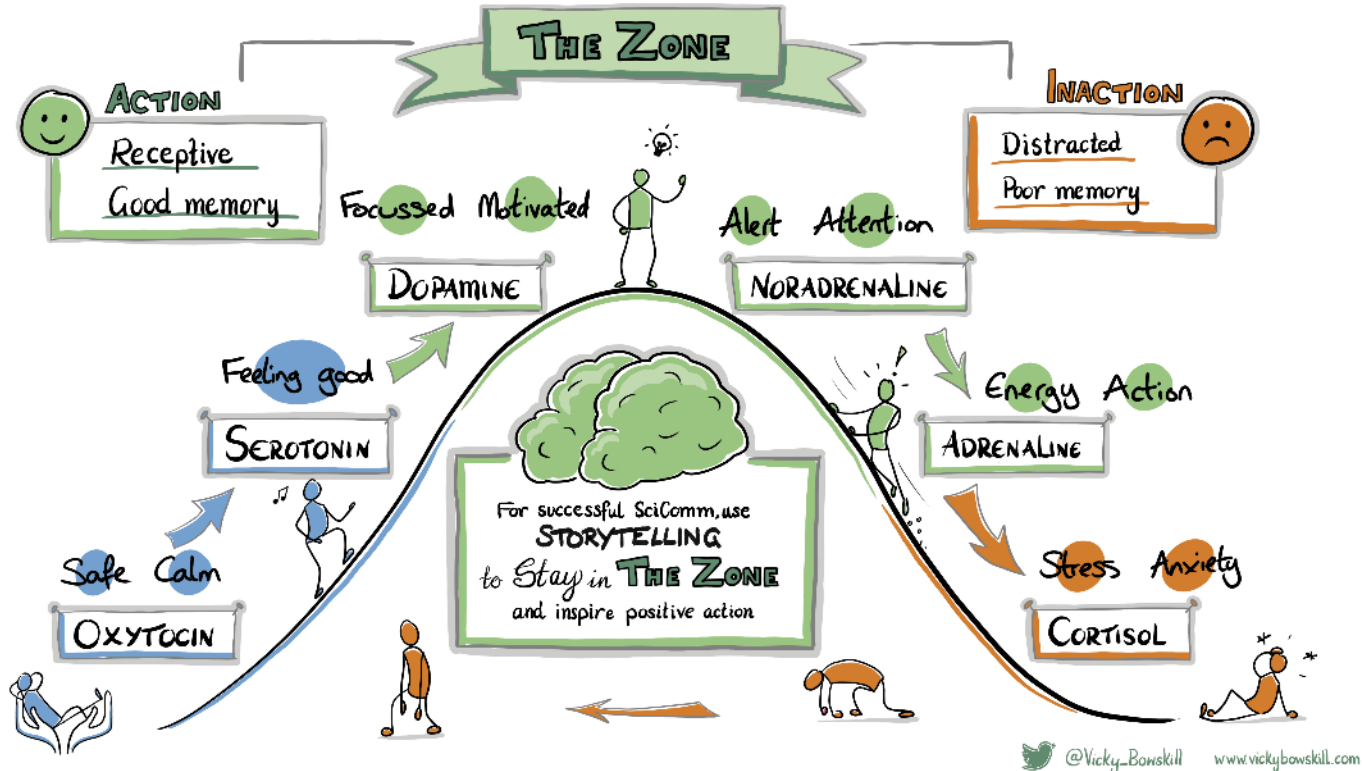 THE ZONE
ACTION
Receptive
Good memory
INACTION
Distracted
Poor memory
Focussed Motivated
DOPAMINE
Alert Attention
NORADRENALINE
Feeling good
SEROTONIN
Energy Action
ADRENALINE
Safe Calm
OXYTOCIN
Stress Anxiety
CORTISOL
For successful SciComm, use
STORYTELLING
to Stay in THE ZONE
and inspire positive action
@Vicky_Bowskill www.vickybowskill.com